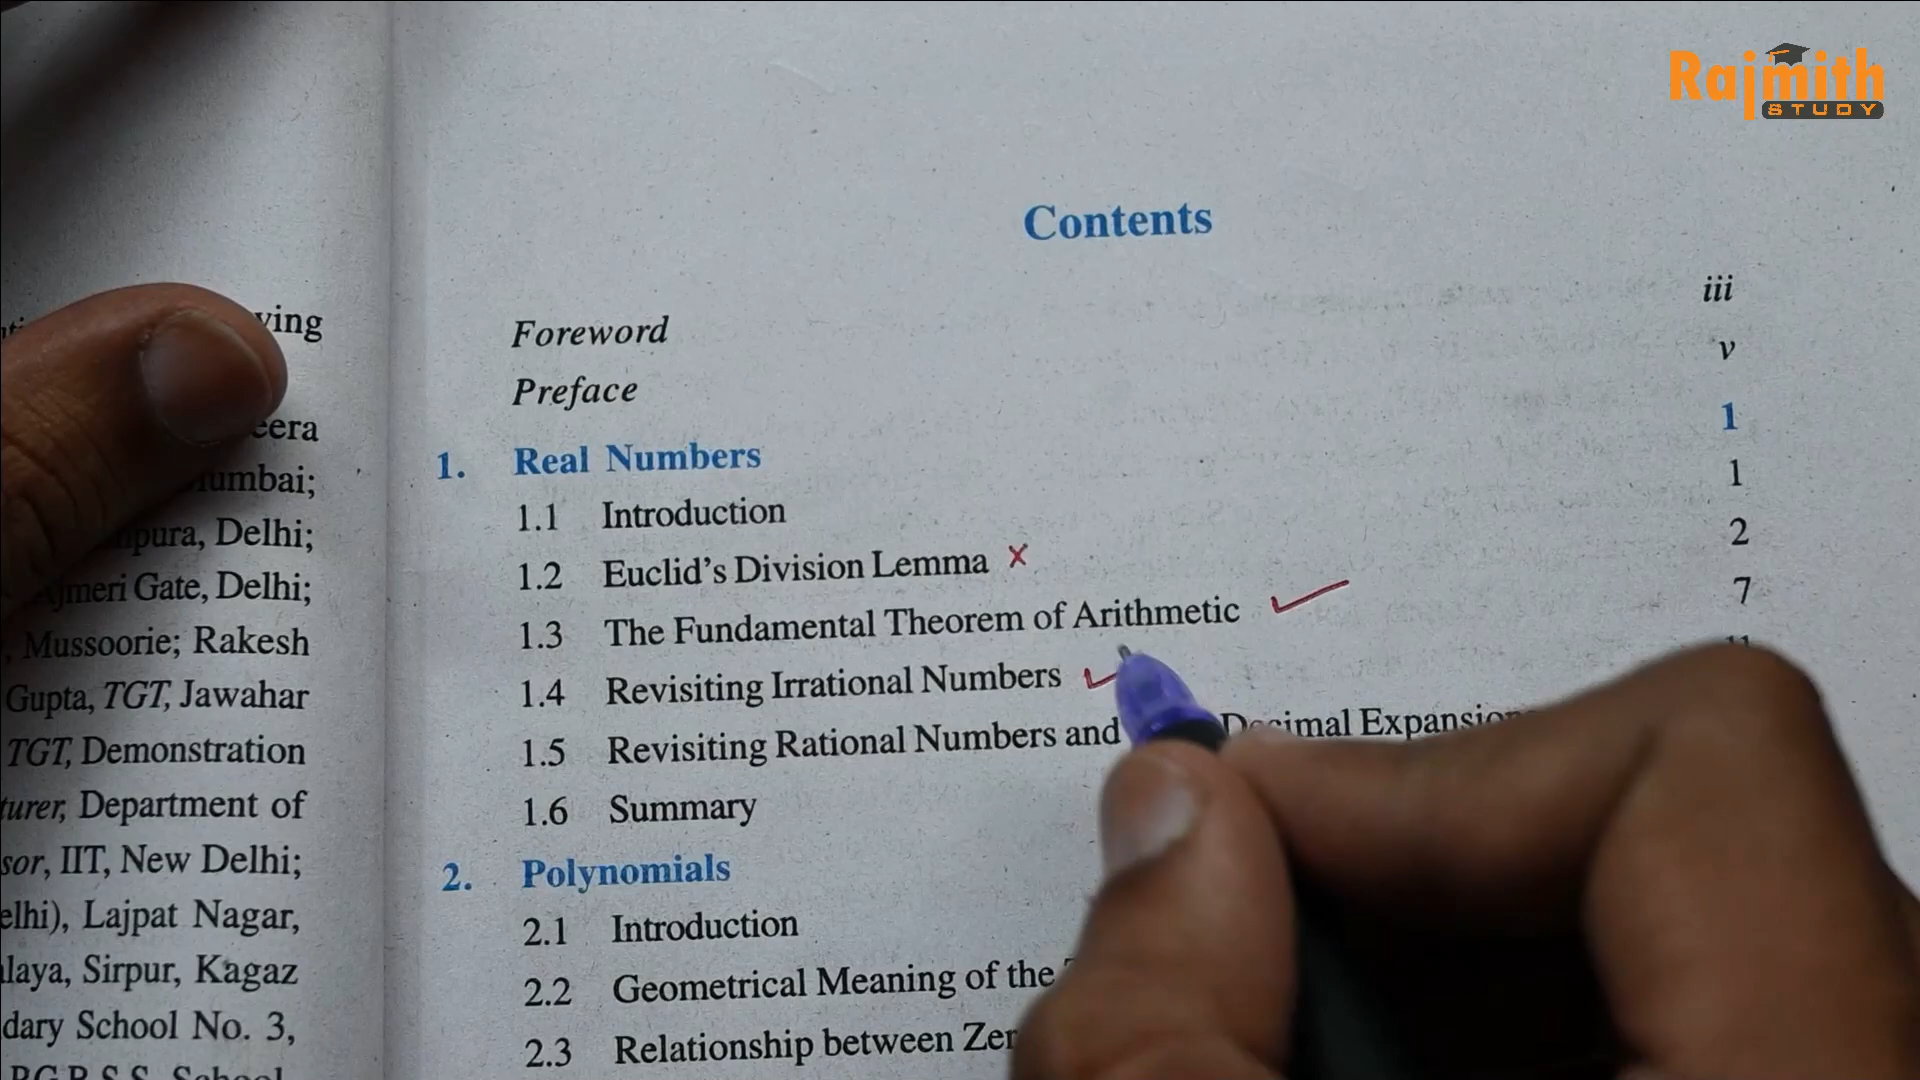 Rajmith
STUDY
ving
eera
umbai;
pura, Delhi;
Ajmeri Gate, Delhi;
, Mussoorie; Rakesh
Gupta, TGT, Jawahar
TGT, Demonstration
turer, Department of
sor, IIT, New Delhi;
elhi), Lajpat Nagar,
laya, Sirpur, Kagaz
dary School No. 3,
Contents
Foreword iii
Preface v
1. Real Numbers 1
1.1 Introduction 1
1.2 Euclid's Division Lemma × 2
1.3 The Fundamental Theorem of Arithmetic ✓ 7
1.4 Revisiting Irrational Numbers ✓ 11
1.5 Revisiting Rational Numbers and Decimal Expansions
1.6 Summary
2. Polynomials
2.1 Introduction
2.2 Geometrical Meaning of the
2.3 Relationship between Zer